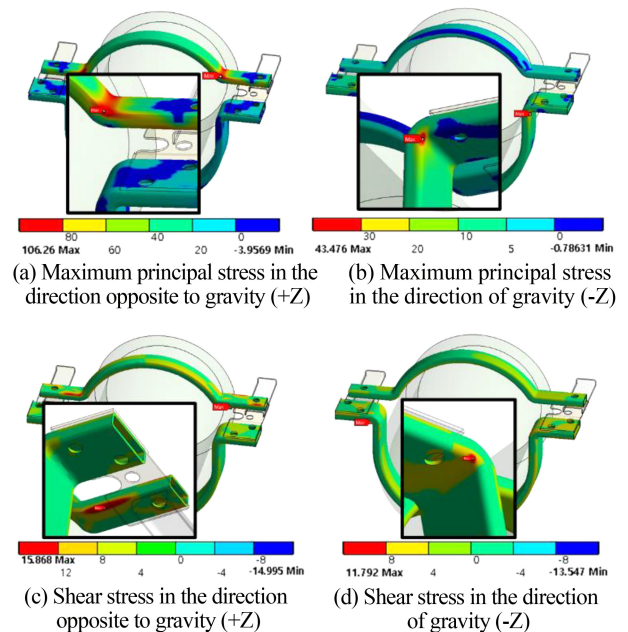 Max
Max
80 40 0
106.26 Max 60 20 -3.9569 Min
(a) Maximum principal stress in the
direction opposite to gravity (+Z)
Max
Max
30 10 0
43.476 Max 20 5 -0.78631 Min
(b) Maximum principal stress
in the direction of gravity (-Z)
Max
15.868 Max 8 0 -8
12 4 -4 -14.995 Min
(c) Shear stress in the direction
opposite to gravity (+Z)
Max
8 0 -8
11.792 Max 4 -4 -13.547 Min
(d) Shear stress in the direction
of gravity (-Z)